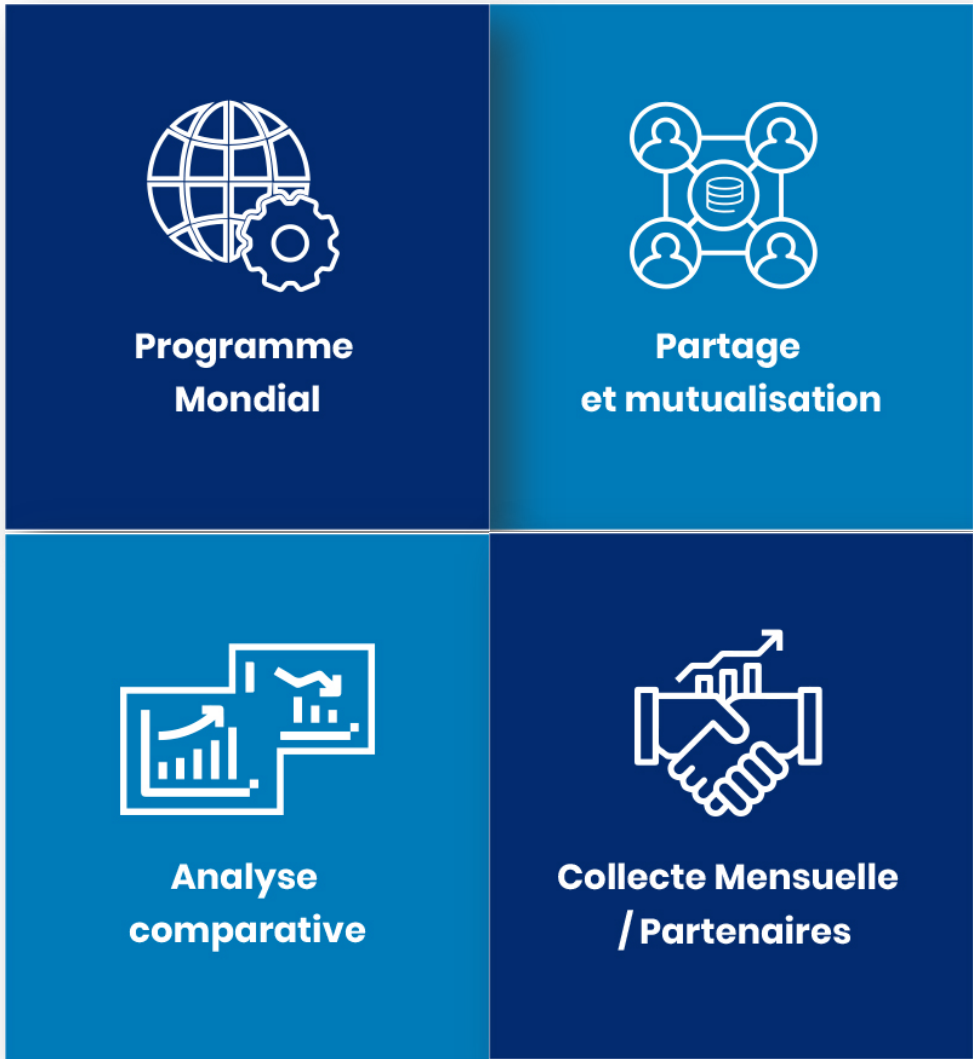 Programme
Mondial
Partage
et mutualisation
Analyse
comparative
Collecte Mensuelle
/ Partenaires